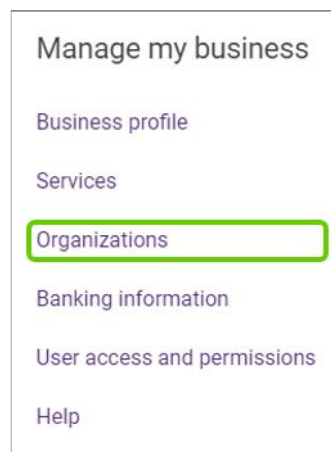 Manage my business
Business profile
Services
Organizations
Banking information
User access and permissions
Help